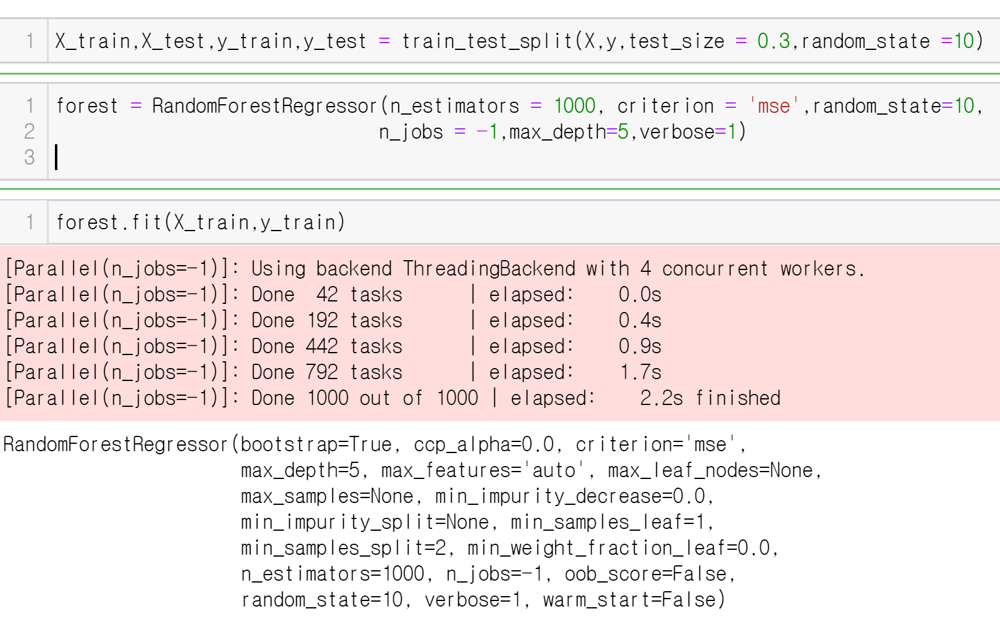 1 X_train,X_test,y_train,y_test = train_test_split(X,y,test_size = 0.3,random_state =10)
1 forest = RandomForestRegressor(n_estimators = 1000, criterion = 'mse',random_state=10,
2 n_jobs = -1,max_depth=5,verbose=1)
3
1 forest.fit(X_train,y_train)
[Parallel(n_jobs=-1)]: Using backend ThreadingBackend with 4 concurrent workers.
[Parallel(n_jobs=-1)]: Done  42 tasks      | elapsed:    0.0s
[Parallel(n_jobs=-1)]: Done 192 tasks      | elapsed:    0.4s
[Parallel(n_jobs=-1)]: Done 442 tasks      | elapsed:    0.9s
[Parallel(n_jobs=-1)]: Done 792 tasks      | elapsed:    1.7s
[Parallel(n_jobs=-1)]: Done 1000 out of 1000 | elapsed:    2.2s finished
RandomForestRegressor(bootstrap=True, ccp_alpha=0.0, criterion='mse',
max_depth=5, max_features='auto', max_leaf_nodes=None,
max_samples=None, min_impurity_decrease=0.0,
min_impurity_split=None, min_samples_leaf=1,
min_samples_split=2, min_weight_fraction_leaf=0.0,
n_estimators=1000, n_jobs=-1, oob_score=False,
random_state=10, verbose=1, warm_start=False)